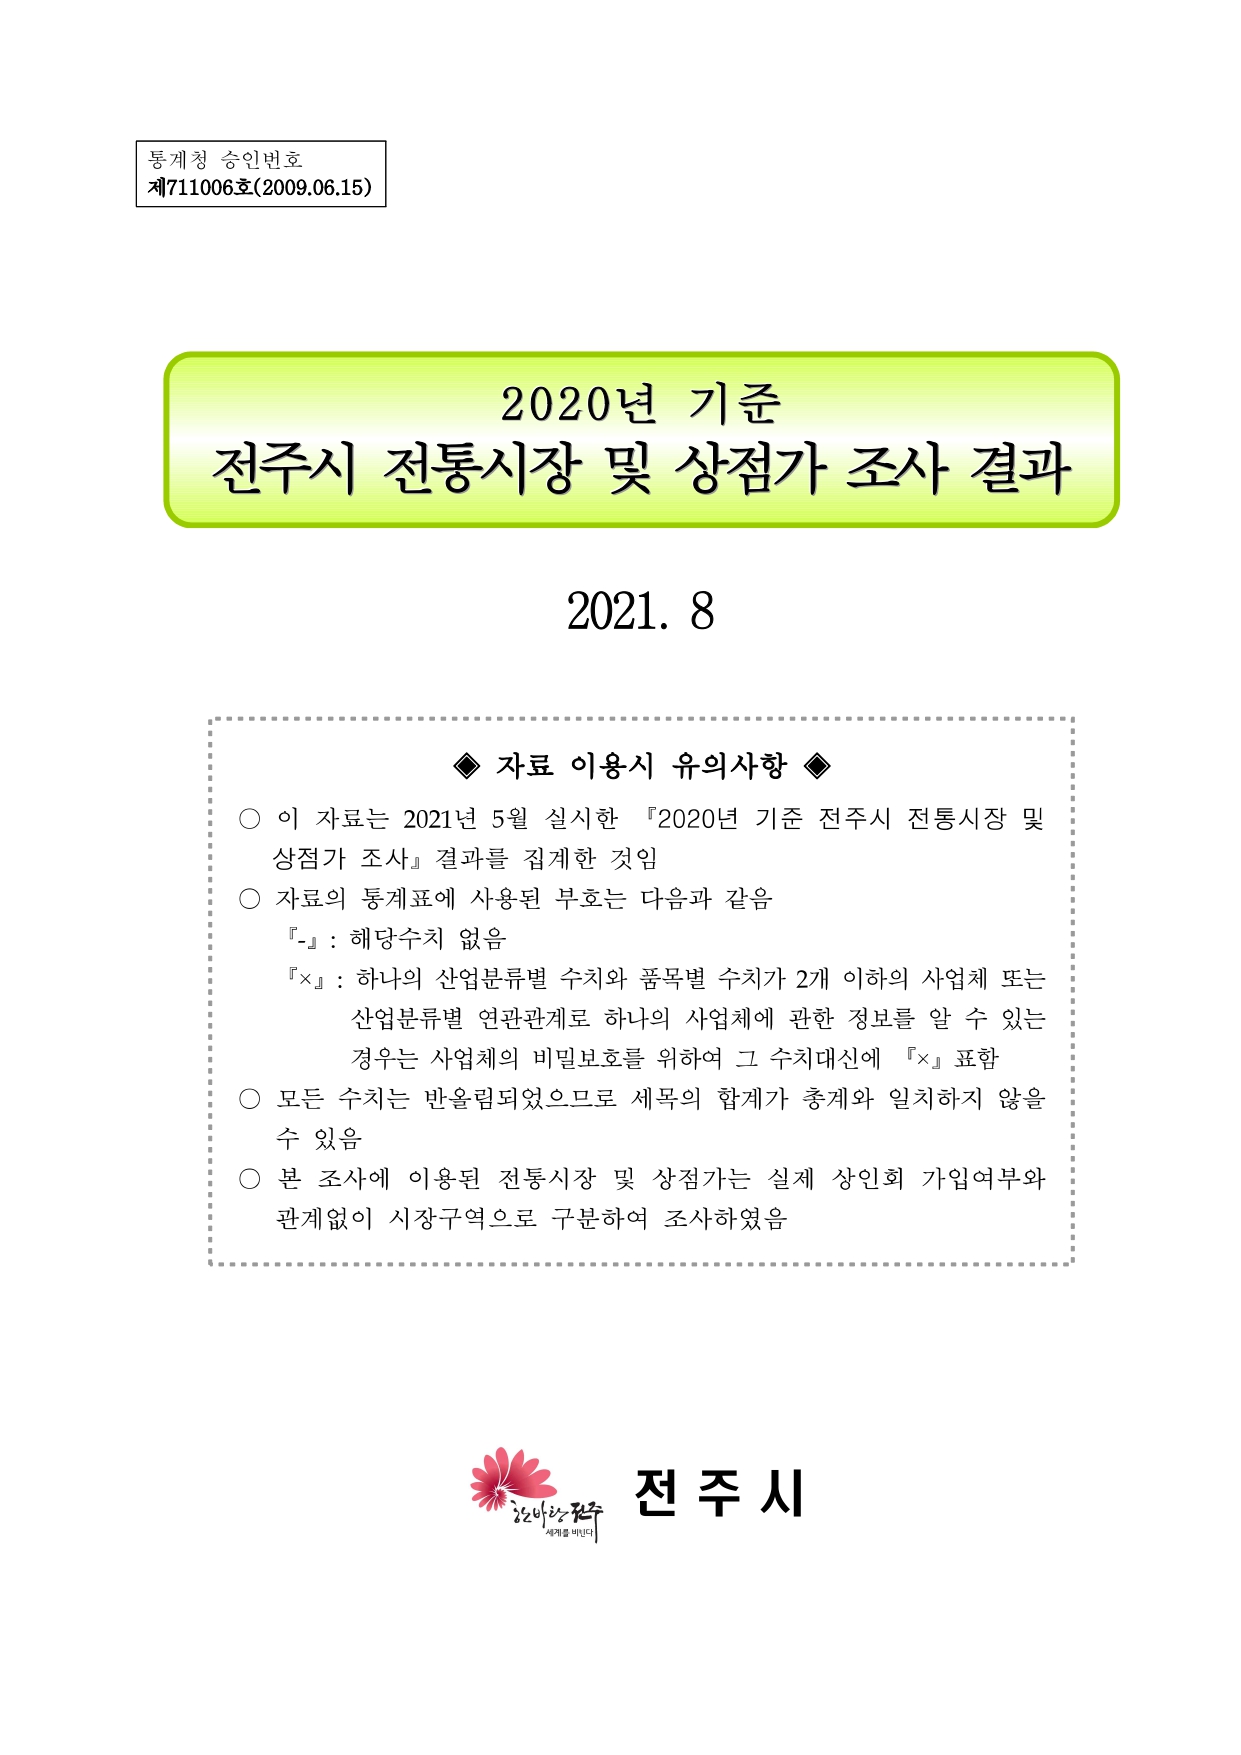 통계청 승인번호
제711006호(2009.06.15)
2020년 기준
전주시 전통시장 및 상점가 조사 결과
2021. 8
◈ 자료 이용시 유의사항 ◈
○ 이 자료는 2021년 5월 실시한 『2020년 기준 전주시 전통시장 및
상점가 조사』결과를 집계한 것임
○ 자료의 통계표에 사용된 부호는 다음과 같음
『-』: 해당수치 없음
『×』: 하나의 산업분류별 수치와 품목별 수치가 2개 이하의 사업체 또는
산업분류별 연관관계로 하나의 사업체에 관한 정보를 알 수 있는
경우는 사업체의 비밀보호를 위하여 그 수치대신에 『×』표함
○ 모든 수치는 반올림되었으므로 세목의 합계가 총계와 일치하지 않을
수 있음
○ 본 조사에 이용된 전통시장 및 상점가는 실제 상인회 가입여부와
관계없이 시장구역으로 구분하여 조사하였음
한바탕전주
세계를 비빈다
전주시